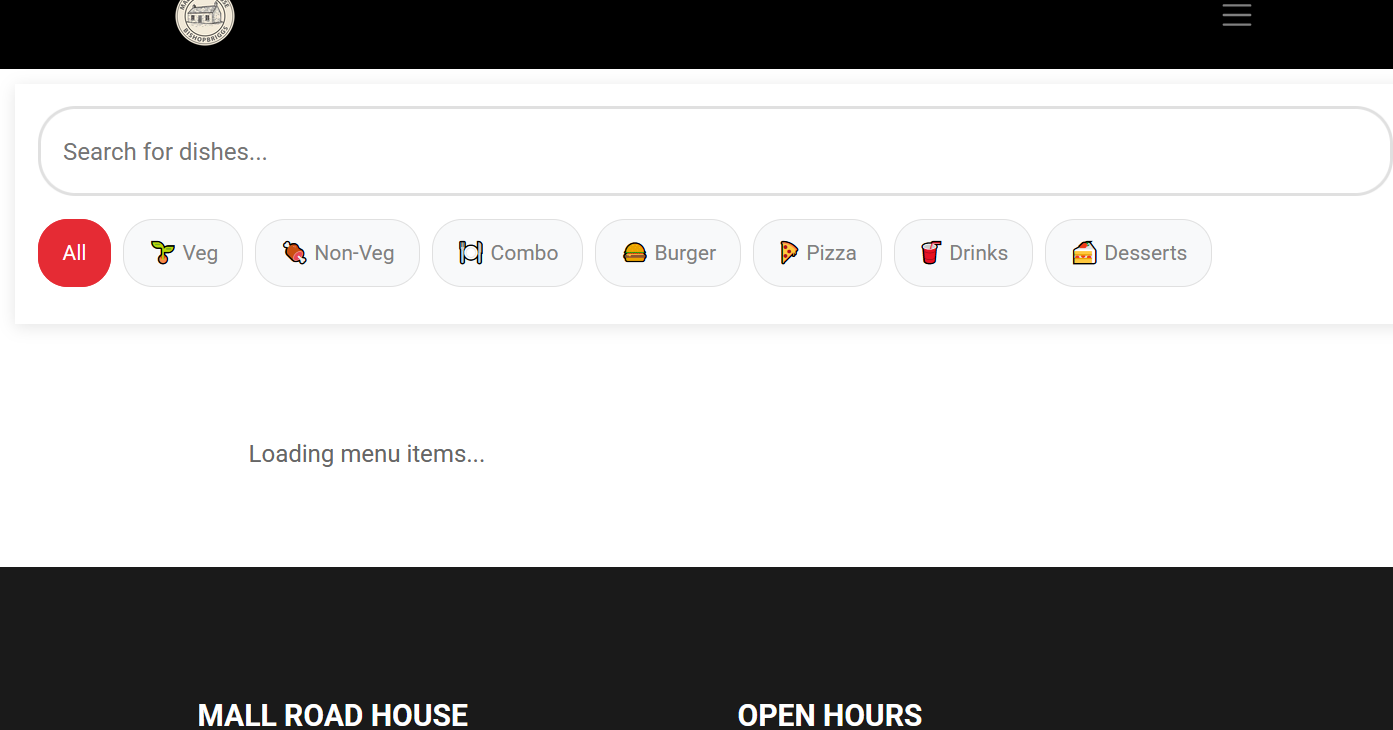 BISHOPBRIGGS
Search for dishes...
All
Veg
Non-Veg
Combo
Burger
Pizza
Drinks
Desserts
Loading menu items...
MALL ROAD HOUSE
OPEN HOURS